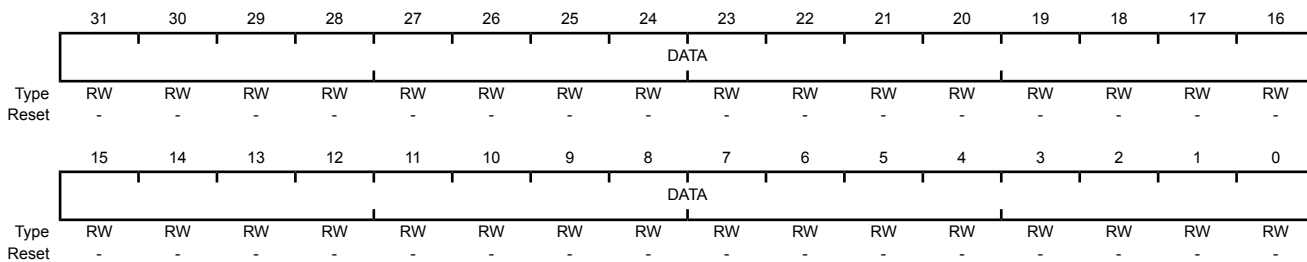 31 30 29 28 27 26 25 24 23 22 21 20 19 18 17 16
DATA
Type RW RW RW RW RW RW RW RW RW RW RW RW RW RW RW RW
Reset - - - - - - - - - - - - - - - -
15 14 13 12 11 10 9 8 7 6 5 4 3 2 1 0
DATA
Type RW RW RW RW RW RW RW RW RW RW RW RW RW RW RW RW
Reset - - - - - - - - - - - - - - - -